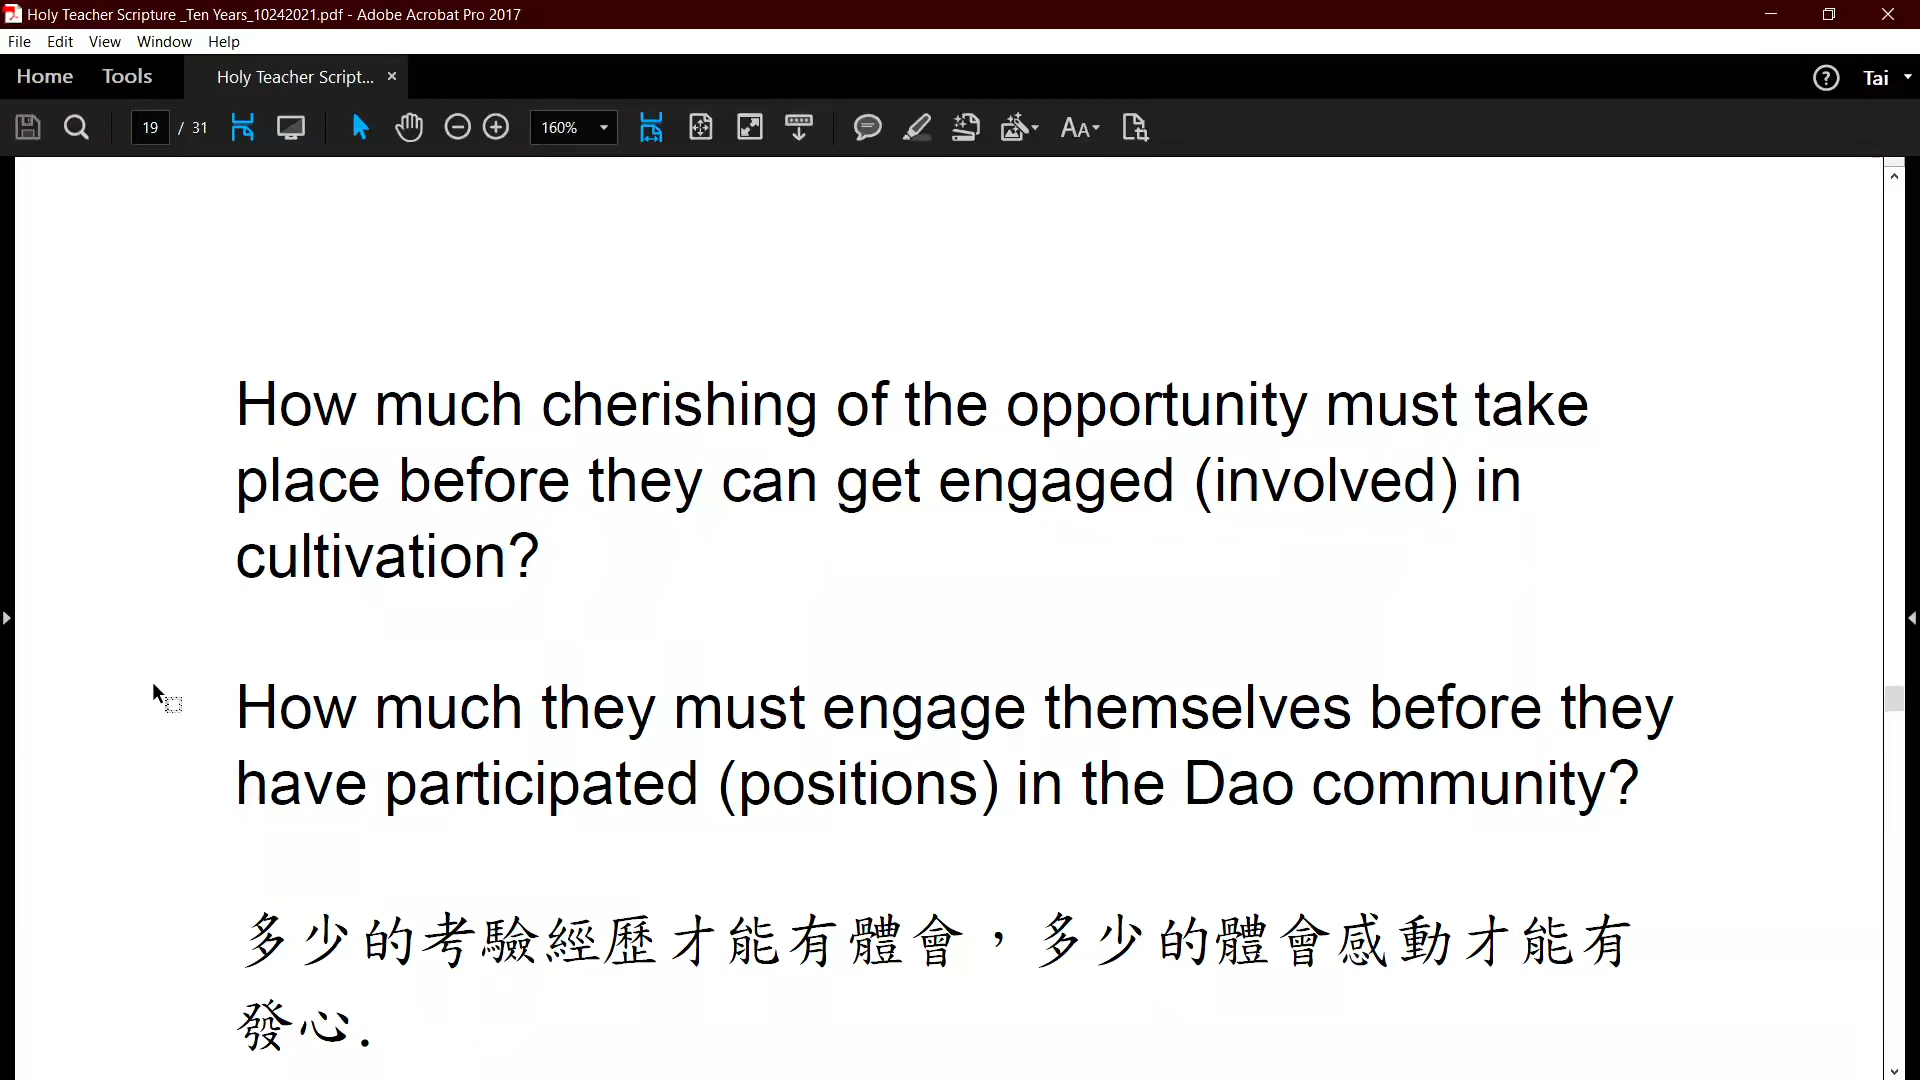 Holy Teacher Scripture _Ten Years_10242021.pdf - Adobe Acrobat Pro 2017
File Edit View Window Help
Home Tools Holy Teacher Script... × Tai
19 / 31 160%
How much cherishing of the opportunity must take
place before they can get engaged (involved) in
cultivation?
How much they must engage themselves before they
have participated (positions) in the Dao community?
多少的考驗經歷才能有體會，多少的體會感動才能有
發心.